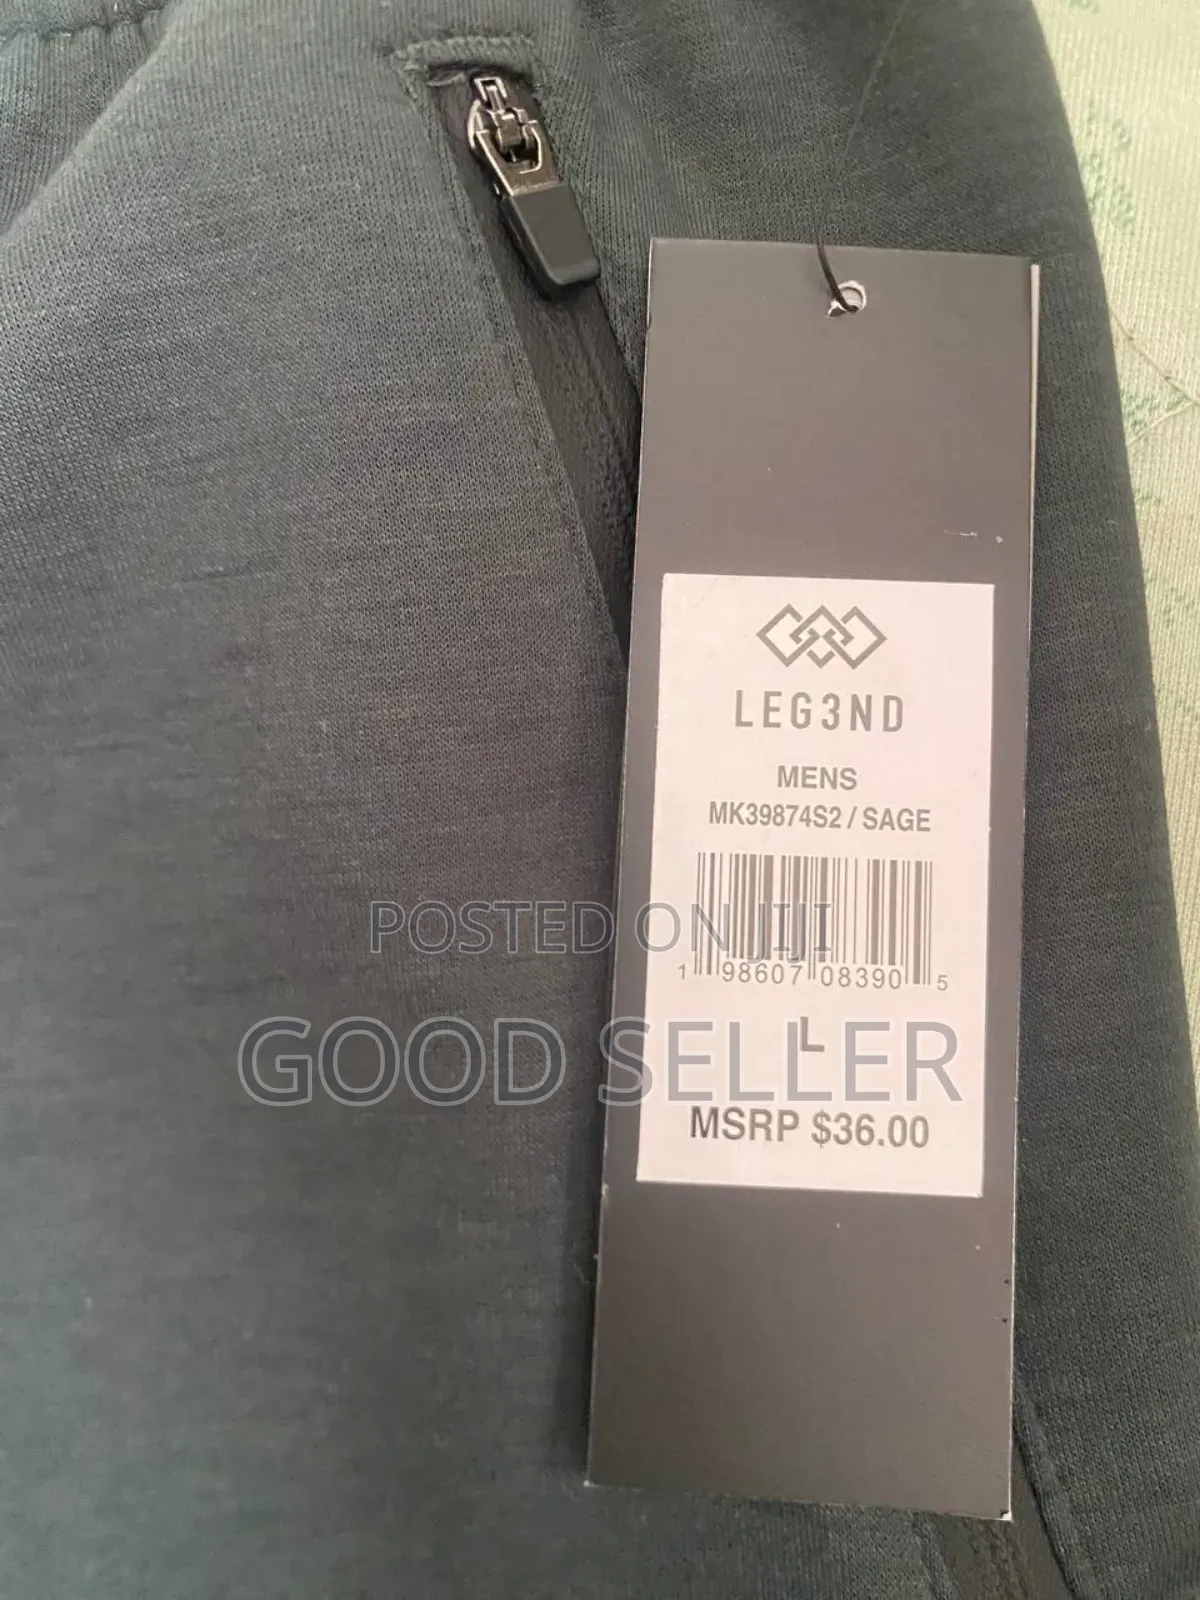 LEG3ND
MENS
MK39874S2 / SAGE
POSTED ON JIJI
1 98607 08390 5
L
GOOD SELLER
MSRP $36.00